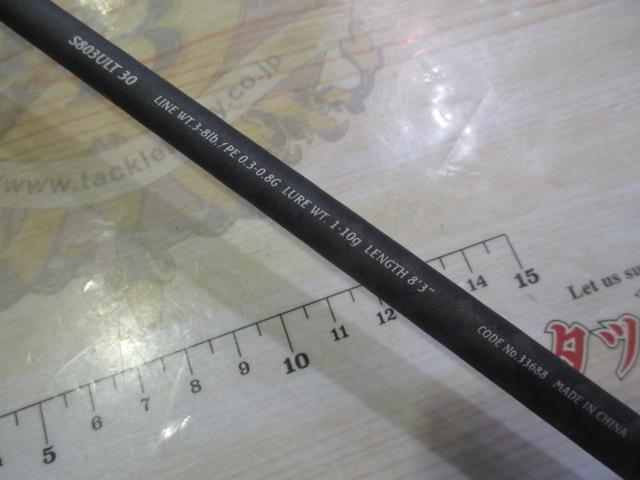 S803ULT 30 LINE WT.3-8lb./PE 0.3-0.8G LURE WT. 1-10g LENGTH 8'3"
CODE No.33688 MADE IN CHINA
www.tackle
.co.jp
5 6 7 8 9 10 11 12 14 15
Let us su
タッ